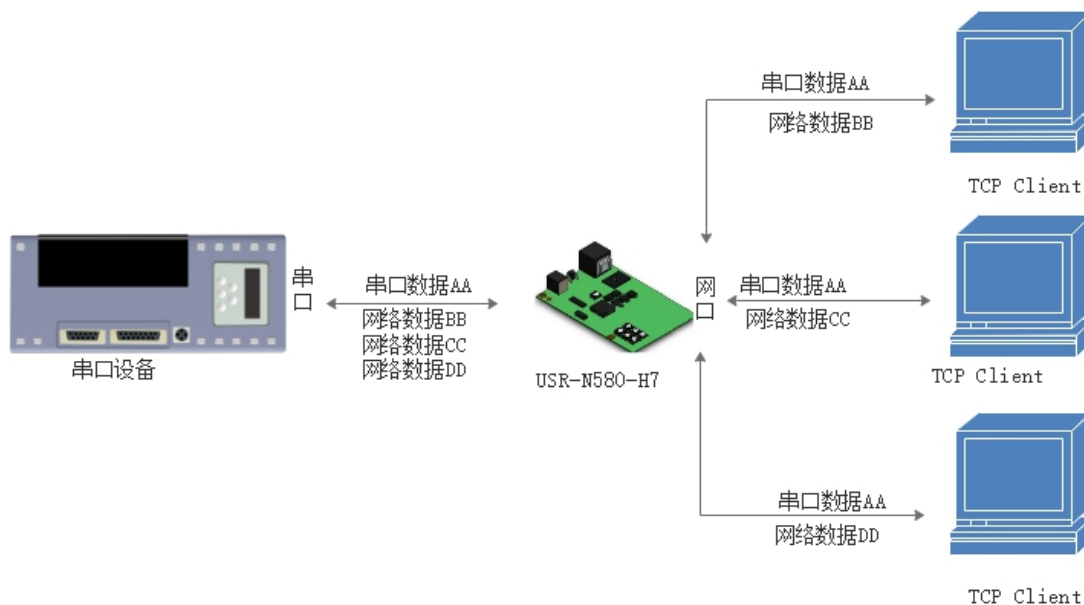 串口数据AA
网络数据BB
TCP Client
串口
串口数据AA
网络数据BB
网络数据CC
网络数据DD
串口设备
USR-N580-H7
网口
串口数据AA
网络数据CC
TCP Client
串口数据AA
网络数据DD
TCP Client